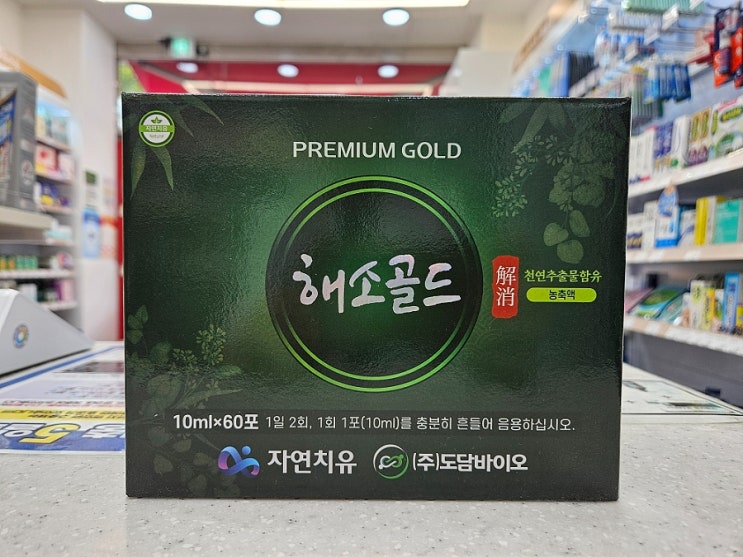 자연치유
PREMIUM GOLD
해소골드
解消
천연추출물함유
농축액
10ml×60포 1일 2회, 1회 1포(10ml)를 충분히 흔들어 음용하십시오.
자연치유 (주)도담바이오